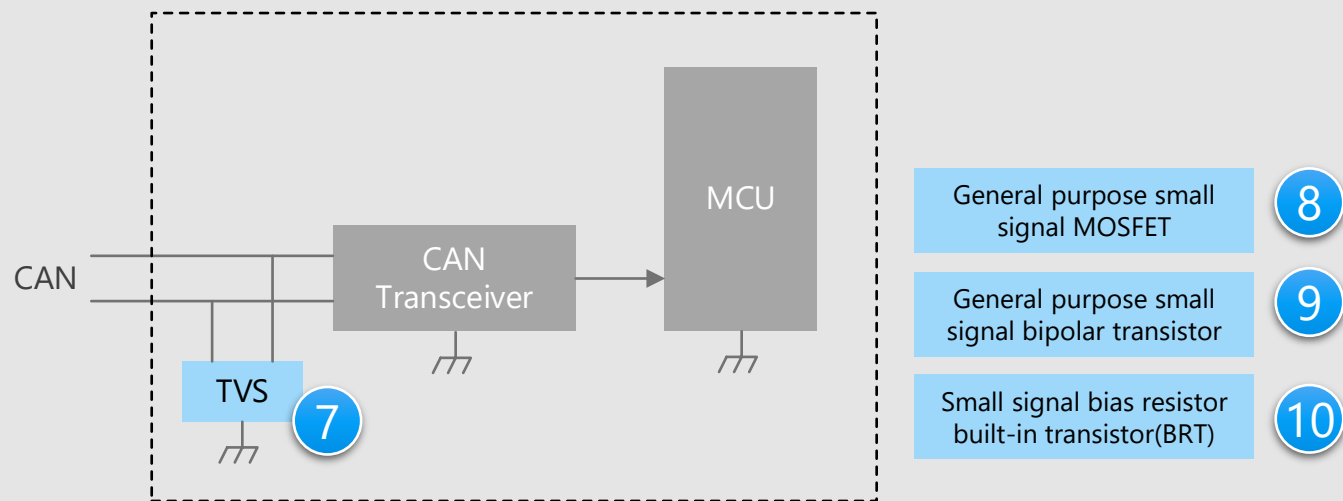 MCU
CAN
CAN
Transceiver
TVS
7
General purpose small
signal MOSFET
8
General purpose small
signal bipolar transistor
9
Small signal bias resistor
built-in transistor(BRT)
10